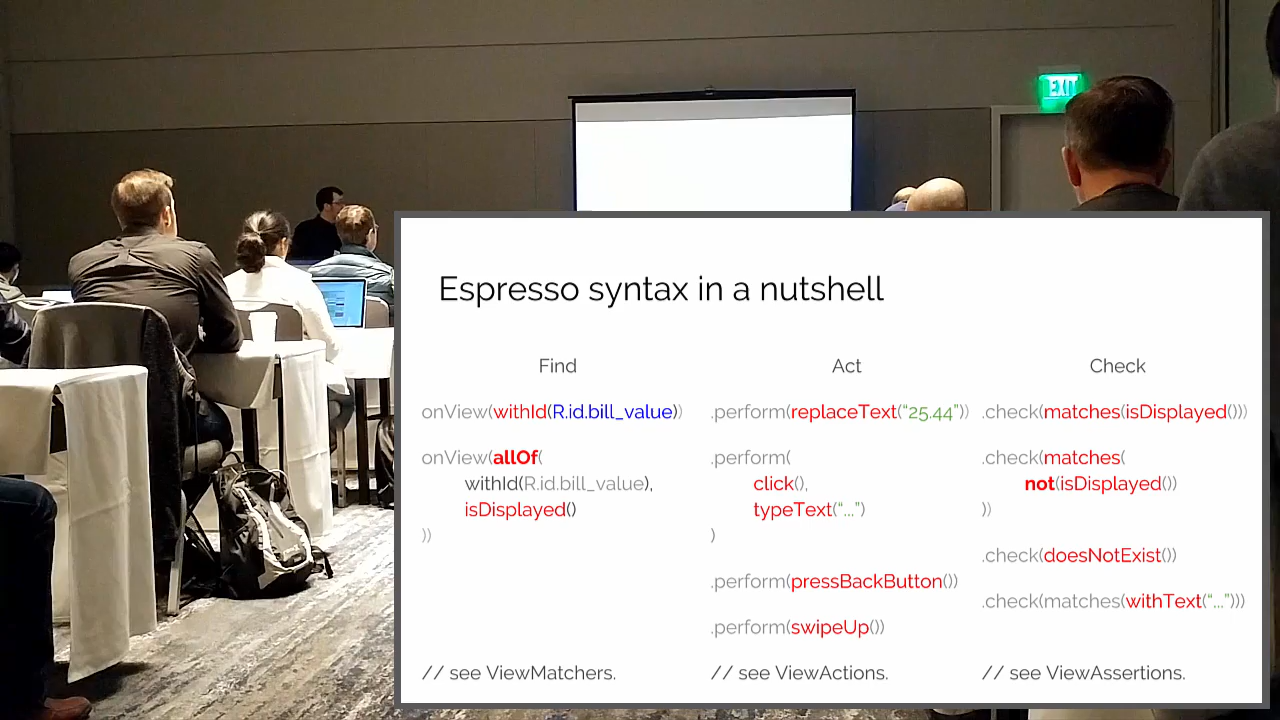 EXIT
Espresso syntax in a nutshell
Find
onView(withId(R.id.bill_value))
onView(allOf(
withId(R.id.bill_value),
isDisplayed()
))
// see ViewMatchers.
Act
.perform(replaceText(“25.44”))
.perform(
click(),
typeText(“...”)
)
.perform(pressBackButton())
.perform(swipeUp())
// see ViewActions.
Check
.check(matches(isDisplayed()))
.check(matches(
not(isDisplayed())
))
.check(doesNotExist())
.check(matches(withText(“...”)))
// see ViewAssertions.